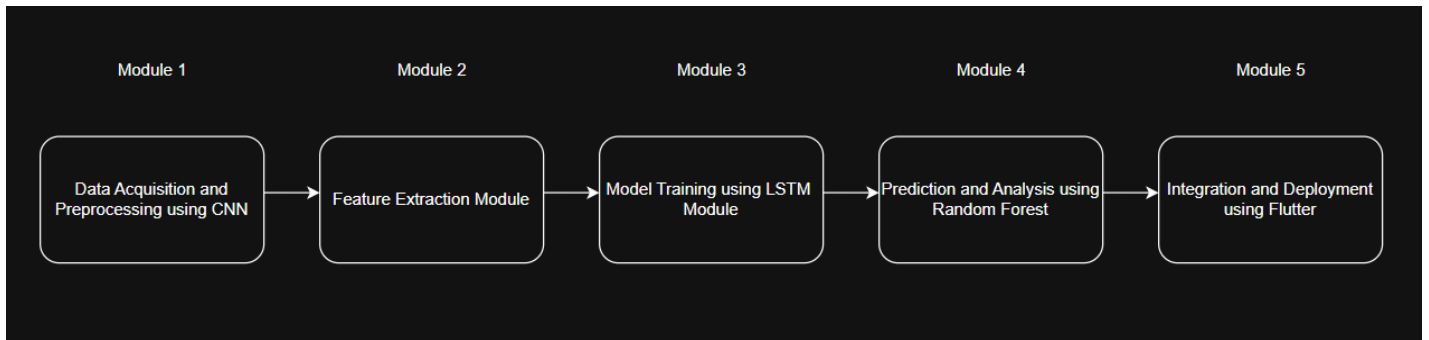 Module 1
Module 2
Module 3
Module 4
Module 5
Data Acquisition and
Preprocessing using CNN
Feature Extraction Module
Model Training using LSTM
Module
Prediction and Analysis using
Random Forest
Integration and Deployment
using Flutter